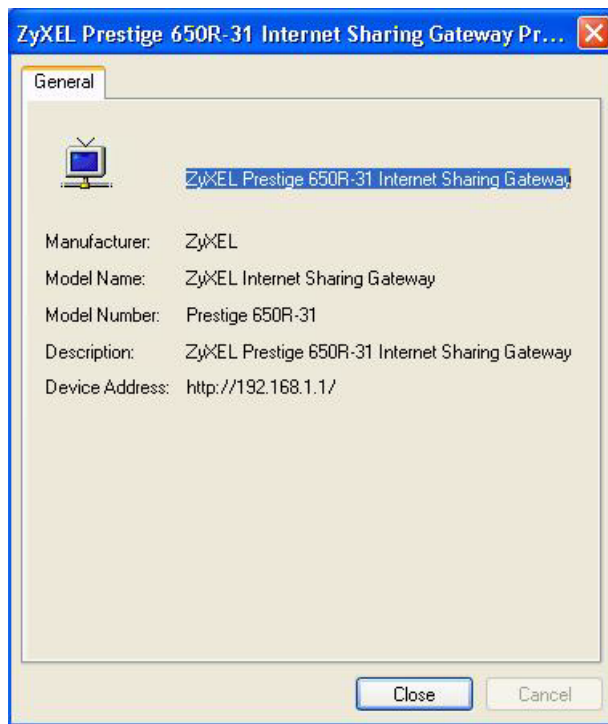 ZyXEL Prestige 650R-31 Internet Sharing Gateway Pr...
General
ZyXEL Prestige 650R-31 Internet Sharing Gateway
Manufacturer: ZyXEL
Model Name: ZyXEL Internet Sharing Gateway
Model Number: Prestige 650R-31
Description: ZyXEL Prestige 650R-31 Internet Sharing Gateway
Device Address: http://192.168.1.1/
Close Cancel